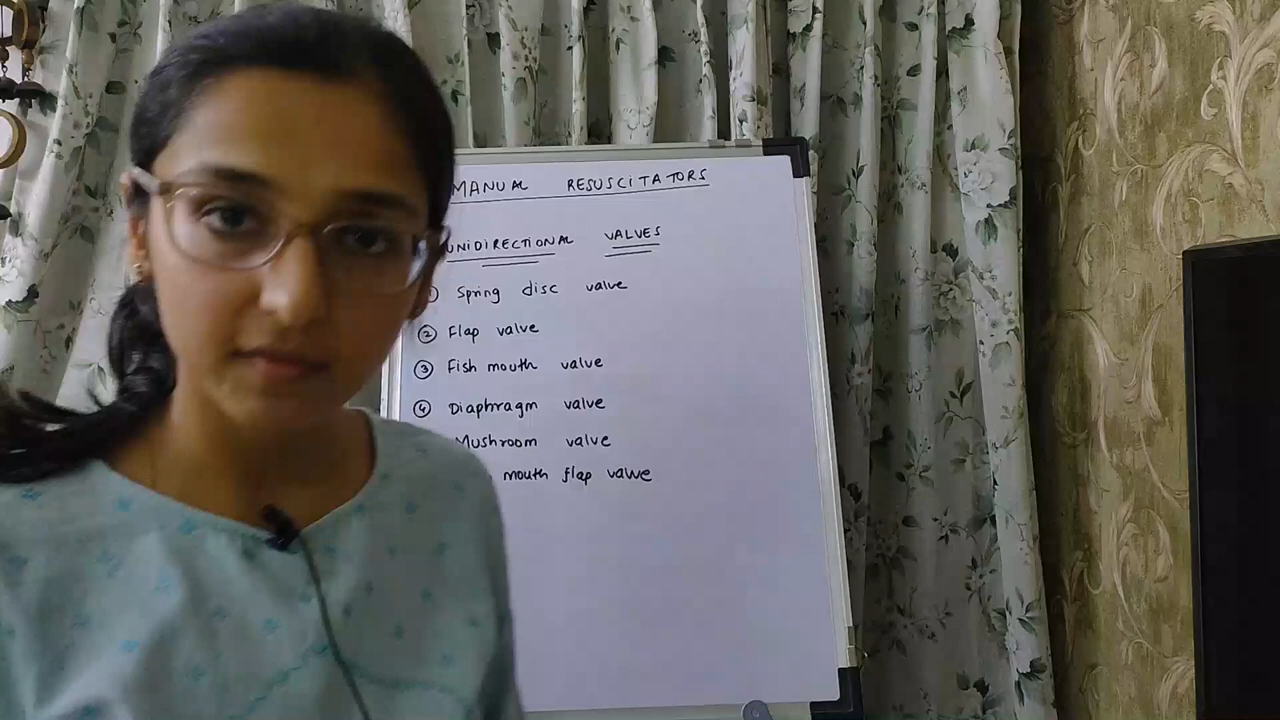 MANUAL RESUSCITATORS
UNIDIRECTIONAL VALVES
Spring disc valve
② Flap valve
③ Fish mouth valve
④ Diaphragm valve
Mushroom valve
mouth flap valve